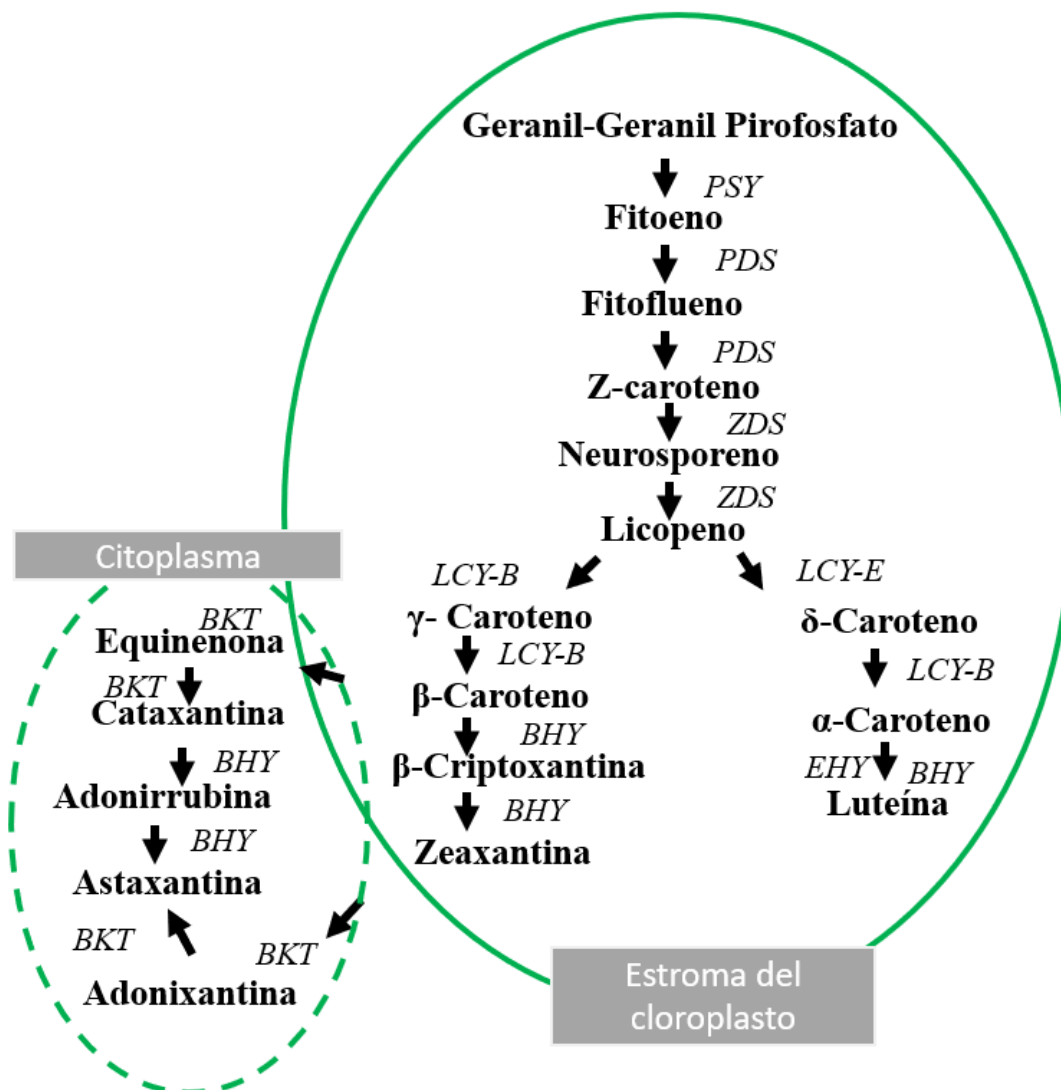 Geranil-Geranil Pirofosfato
PSY
Fitoeno
PDS
Fitoflueno
PDS
Z-caroteno
ZDS
Neurosporeno
ZDS
Licopeno
LCY-B
γ- Caroteno
LCY-B
β-Caroteno
BHY
β-Criptoxantina
BHY
Zeaxantina
LCY-E
δ-Caroteno
LCY-B
α-Caroteno
EHY BHY
Luteína
Citoplasma
BKT
Equinenona
BKT
Cataxantina
BHY
Adonirrubina
BHY
Astaxantina
BKT
BKT
Adonixantina
Estroma del
cloroplasto